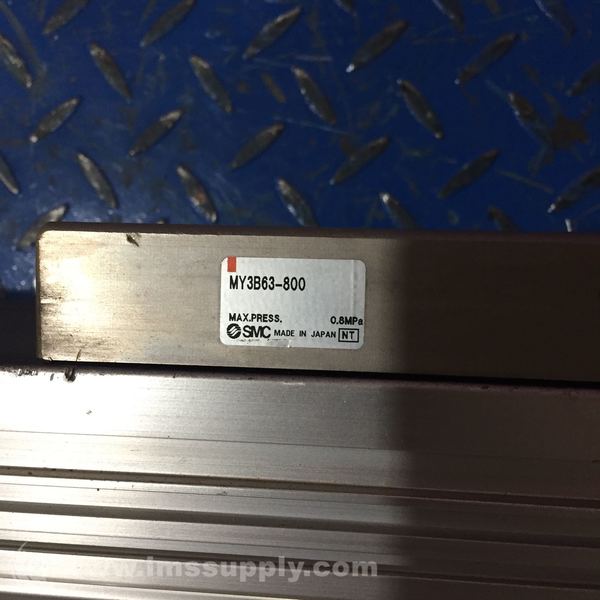 MY3B63-800
MAX.PRESS. 0.8MPa
SMC MADE IN JAPAN NT
www.imssupply.com